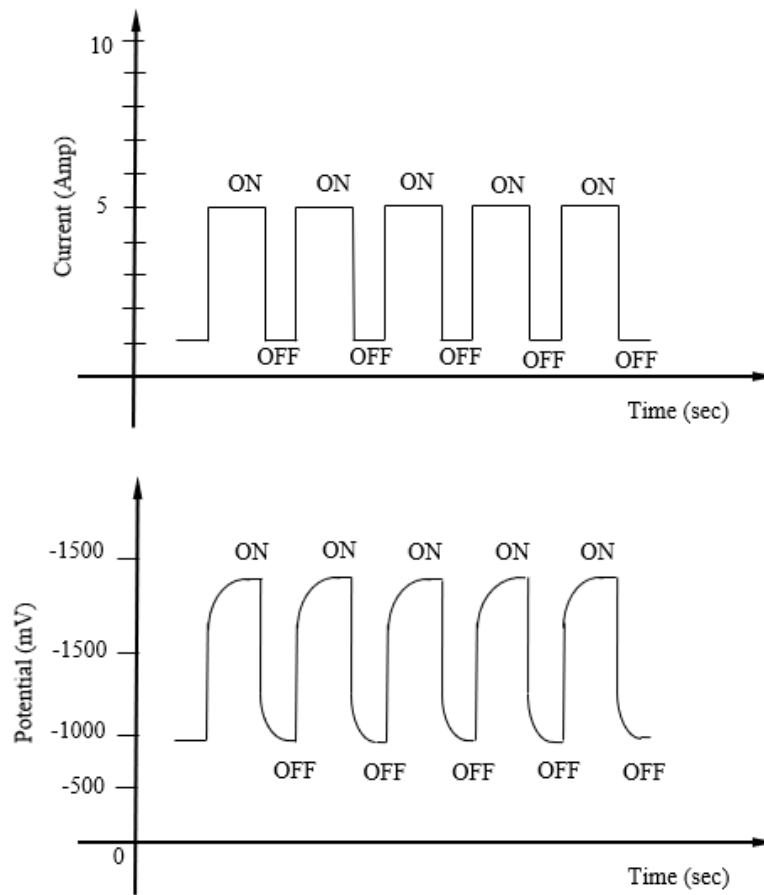 10
Current (Amp)
5
ON ON ON ON ON
OFF OFF OFF OFF OFF
Time (sec)
Potential (mV)
-1500
ON ON ON ON ON
-1500
-1000
OFF OFF OFF OFF OFF
-500
0
Time (sec)